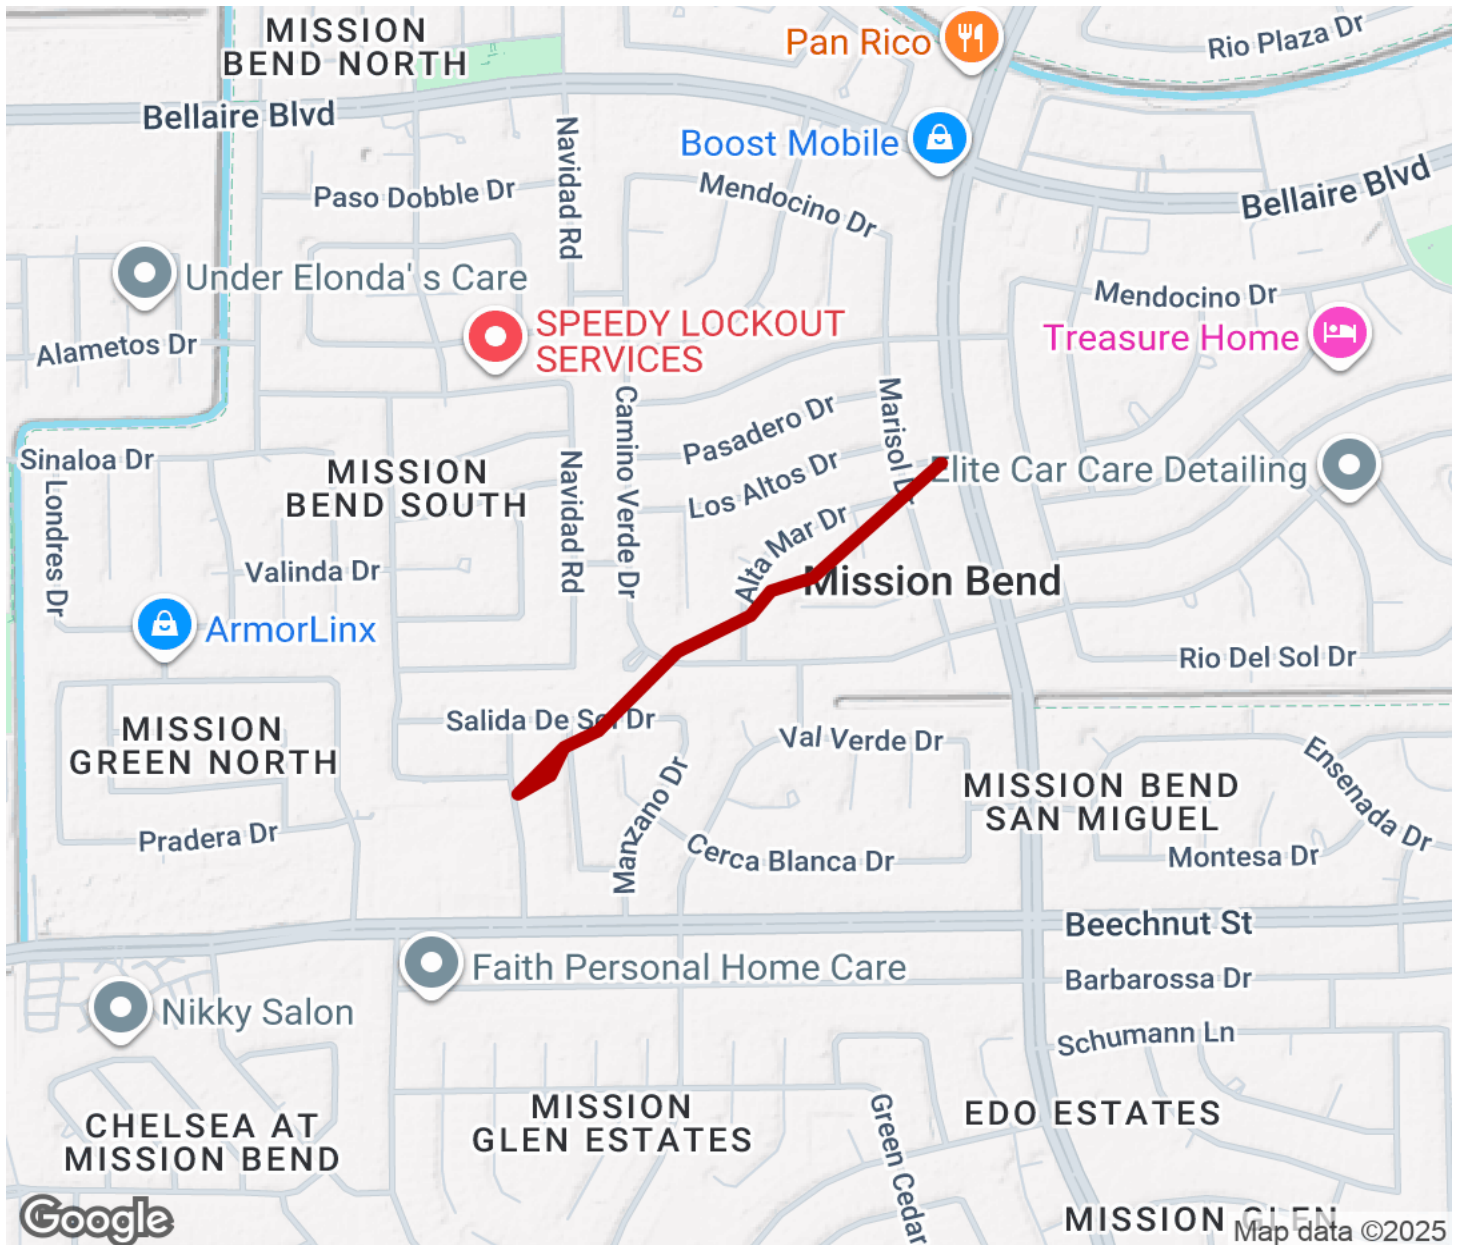 MISSION
BEND NORTH
Pan Rico
Rio Plaza Dr
Bellaire Blvd
Boost Mobile
Navidad Rd
Paso Dobble Dr
Mendocino Dr
Bellaire Blvd
Under Elonda' s Care
Mendocino Dr
SPEEDY LOCKOUT
SERVICES
Treasure Home
Alametos Dr
Camino Verde Dr
Marisol Dr
Pasadero Dr
Sinaloa Dr
MISSION
BEND SOUTH
Navidad Rd
Los Altos Dr
Elite Car Care Detailing
Londres Dr
Alta Mar Dr
Valinda Dr
Mission Bend
ArmorLinx
Rio Del Sol Dr
Salida De Sol Dr
MISSION
GREEN NORTH
Val Verde Dr
Ensenada Dr
Manzano Dr
MISSION BEND
SAN MIGUEL
Pradera Dr
Cerca Blanca Dr
Montesa Dr
Beechnut St
Faith Personal Home Care
Barbarossa Dr
Nikky Salon
Schumann Ln
CHELSEA AT
MISSION BEND
MISSION
GLEN ESTATES
Green Cedar
EDO ESTATES
Google
MISSION GLEN
Map data ©2025